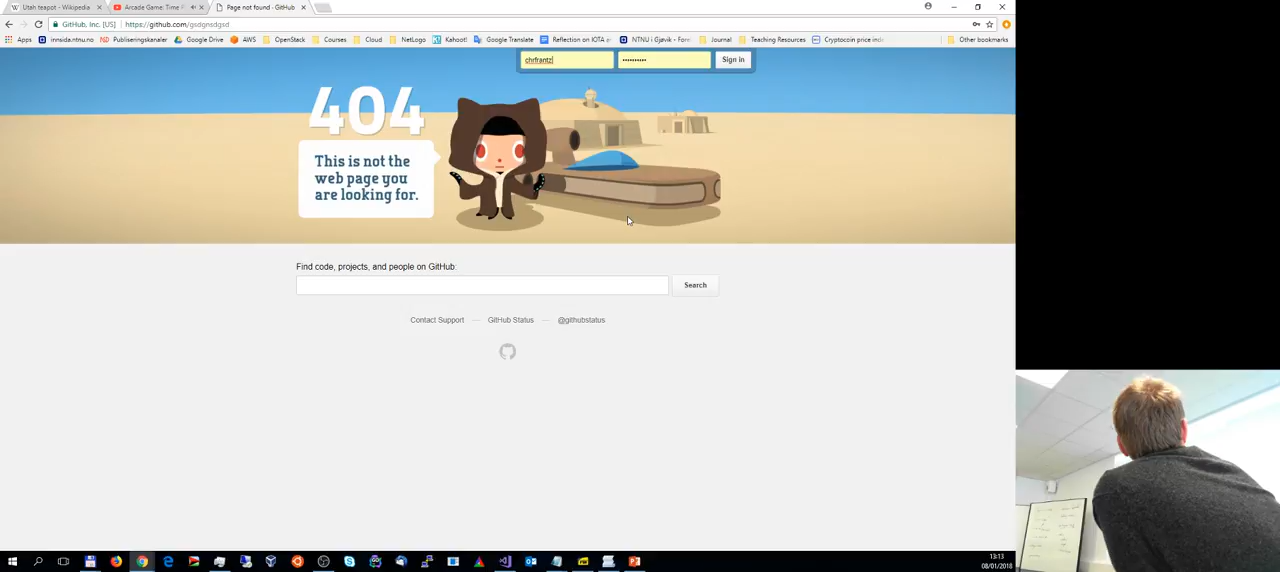 Utah teapot - Wikipedia
Arcade Game: Time P
Page not found · GitHub
GitHub, Inc. [US]
https://github.com/gsdgnsdgsd
Apps
innsida.ntnu.no
Publiseringskanaler
Google Drive
AWS
OpenStack
Courses
Cloud
NetLogo
Kahoot!
Google Translate
Reflection on IOTA
NTNU i Gjøvik - For
Journal
Teaching Resources
Cryptocoin price ind
Other bookmarks
chrfrantz
••••••••••
Sign in
404
This is not the
web page you
are looking for.
Find code, projects, and people on GitHub:
Search
Contact Support — GitHub Status — @githubstatus
13:13
08/01/2018